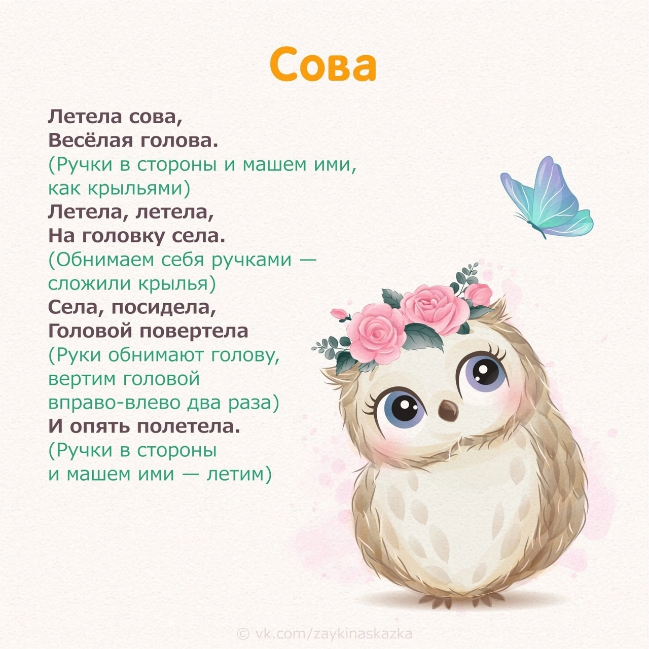 Сова
Летела сова,
Весёлая голова.
(Ручки в стороны и машем ими,
как крыльями)
Летела, летела,
На головку села.
(Обнимаем себя ручками —
сложили крылья)
Села, посидела,
Головой повертела
(Руки обнимают голову,
вертим головой
вправо-влево два раза)
И опять полетела.
(Ручки в стороны
и машем ими — летим)
© vk.com/zaykinaskazka